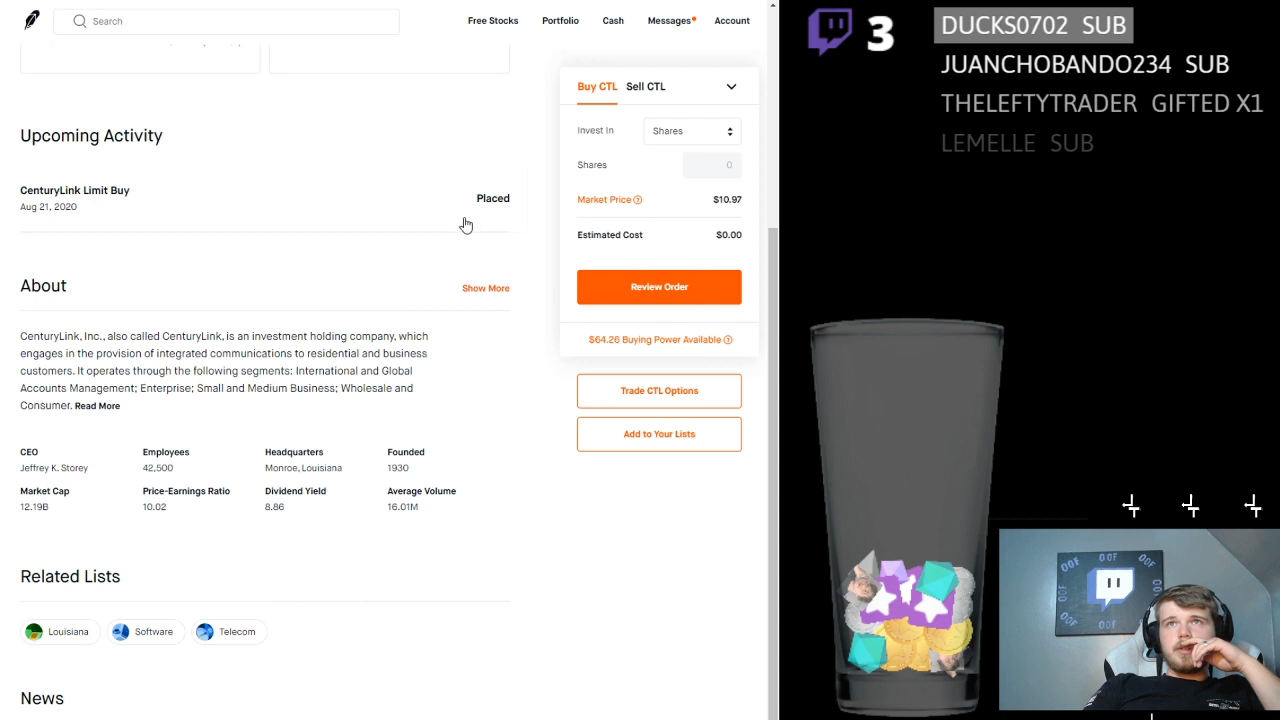 Search
Free Stocks
Portfolio
Cash
Messages
Account
Buy CTL
Sell CTL
Invest In
Shares
Shares
0
Market Price
$10.97
Estimated Cost
$0.00
Review Order
$64.26 Buying Power Available
Trade CTL Options
Add to Your Lists
Upcoming Activity
CenturyLink Limit Buy
Aug 21, 2020
Placed
About
Show More
CenturyLink, Inc., also called CenturyLink, is an investment holding company, which
engages in the provision of integrated communications to residential and business
customers. It operates through the following segments: International and Global
Accounts Management; Enterprise; Small and Medium Business; Wholesale and
Consumer. Read More
CEO
Jeffrey K. Storey
Employees
42,500
Headquarters
Monroe, Louisiana
Founded
1930
Market Cap
12.19B
Price-Earnings Ratio
10.02
Dividend Yield
8.86
Average Volume
16.01M
Related Lists
Louisiana
Software
Telecom
News
3
DUCKS0702 SUB
JUANCHOBANDO234 SUB
THELEFTYTRADER GIFTED X1
LEMELLE SUB
OOF OOF OOF
OOF OOF
OOF OOF